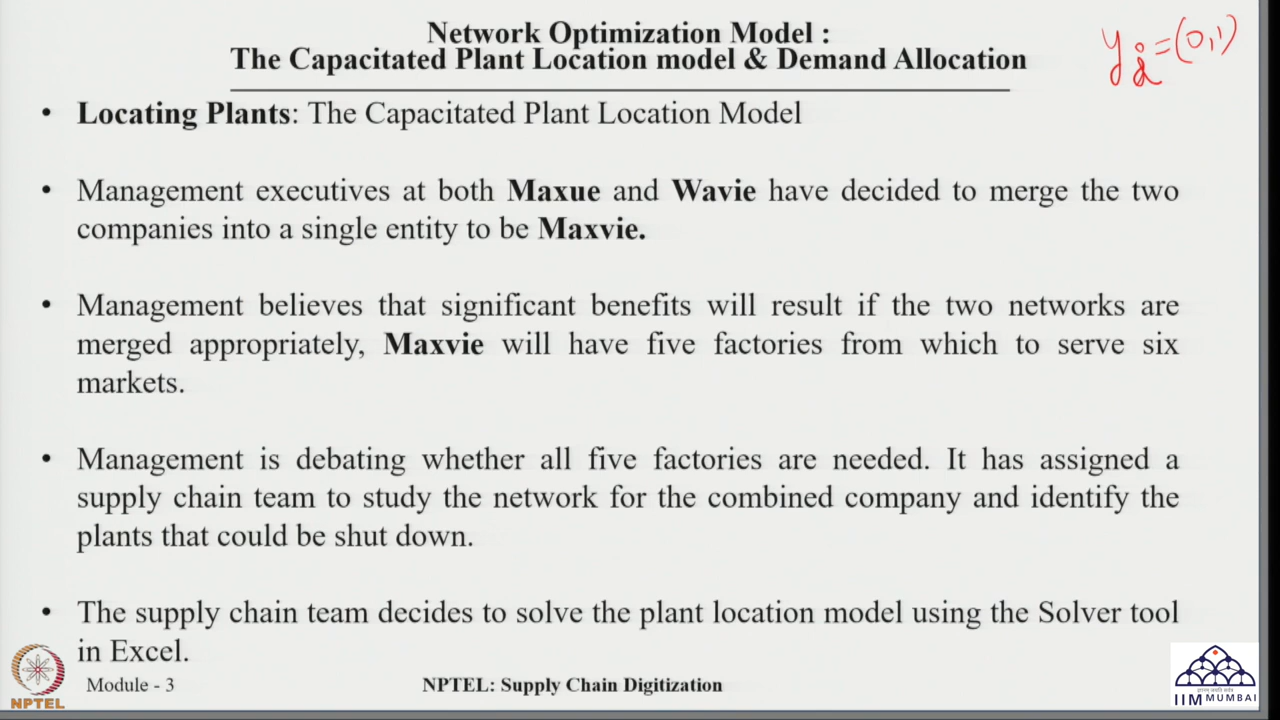 Network Optimization Model :
The Capacitated Plant Location model & Demand Allocation
y_i = (0,1)
• Locating Plants: The Capacitated Plant Location Model
• Management executives at both Maxue and Wavie have decided to merge the two
companies into a single entity to be Maxvie.
• Management believes that significant benefits will result if the two networks are
merged appropriately, Maxvie will have five factories from which to serve six
markets.
• Management is debating whether all five factories are needed. It has assigned a
supply chain team to study the network for the combined company and identify the
plants that could be shut down.
• The supply chain team decides to solve the plant location model using the Solver tool
in Excel.
NPTEL
Module - 3
NPTEL: Supply Chain Digitization
IIM MUMBAI